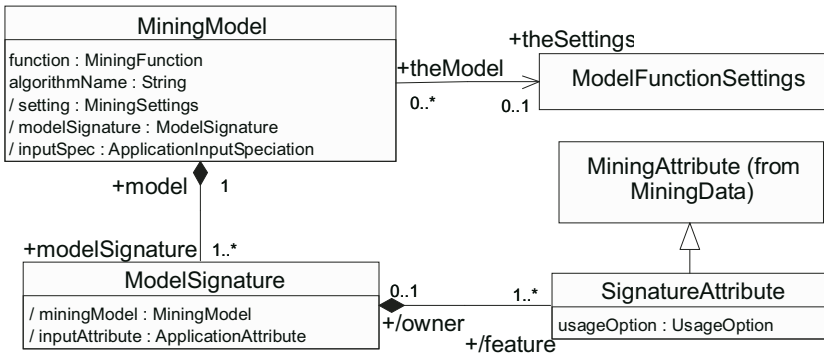 MiningModel
function : MiningFunction
algorithmName : String
/ setting : MiningSettings
/ modelSignature : ModelSignature
/ inputSpec : ApplicationInputSpeciation
+theModel
0..*
+theSettings
0..1
ModelFunctionSettings
MiningAttribute (from
MiningData)
+model
1
+modelSignature
1..*
ModelSignature
/ miningModel : MiningModel
/ inputAttribute : ApplicationAttribute
0..1
+/owner
1..*
+/feature
SignatureAttribute
usageOption : UsageOption